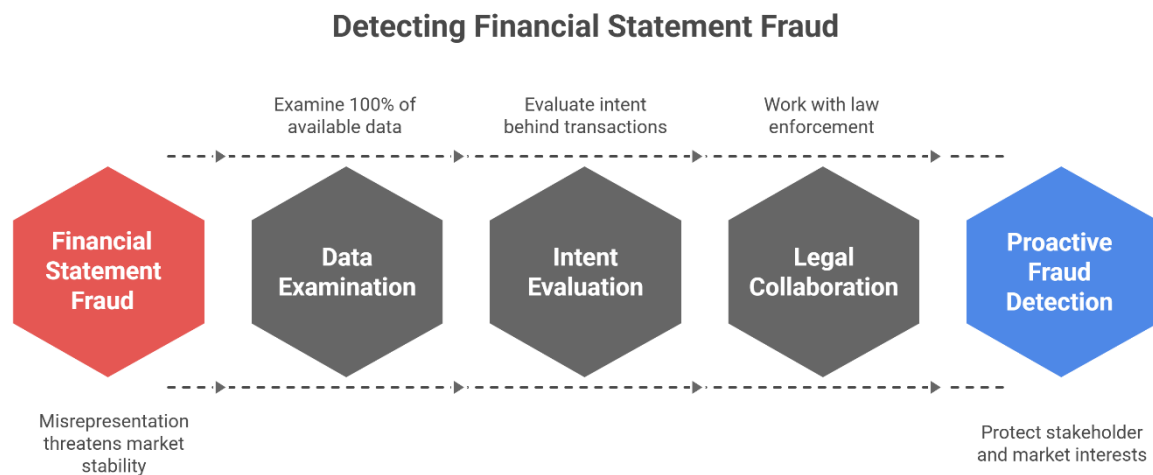 Detecting Financial Statement Fraud
Examine 100% of
available data
Evaluate intent
behind transactions
Work with law
enforcement
Financial
Statement
Fraud
Data
Examination
Intent
Evaluation
Legal
Collaboration
Proactive
Fraud
Detection
Misrepresentation
threatens market
stability
Protect stakeholder
and market interests